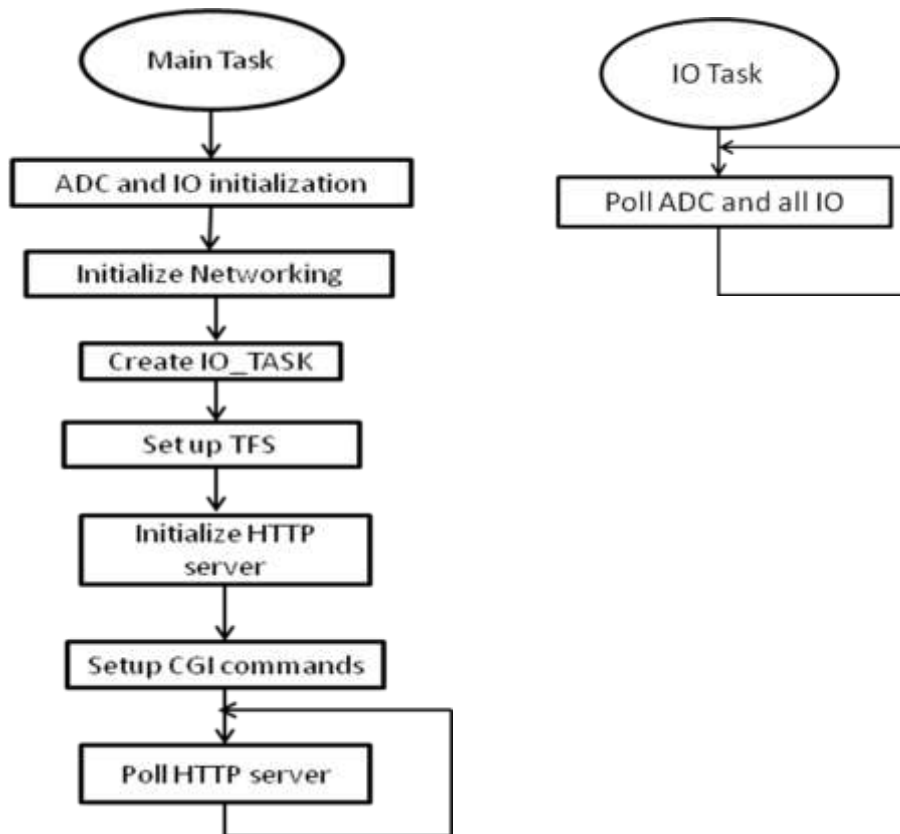 Main Task
ADC and IO initialization
Initialize Networking
Create IO_TASK
Set up TFS
Initialize HTTP
server
Setup CGI commands
Poll HTTP server
IO Task
Poll ADC and all IO